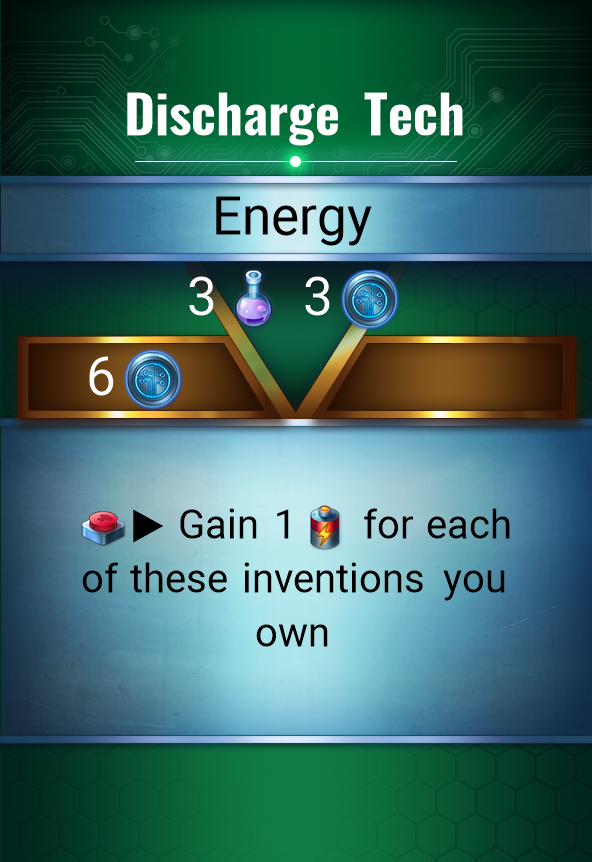 Discharge Tech
Energy
3 3
6
▶ Gain 1 for each
of these inventions you
own